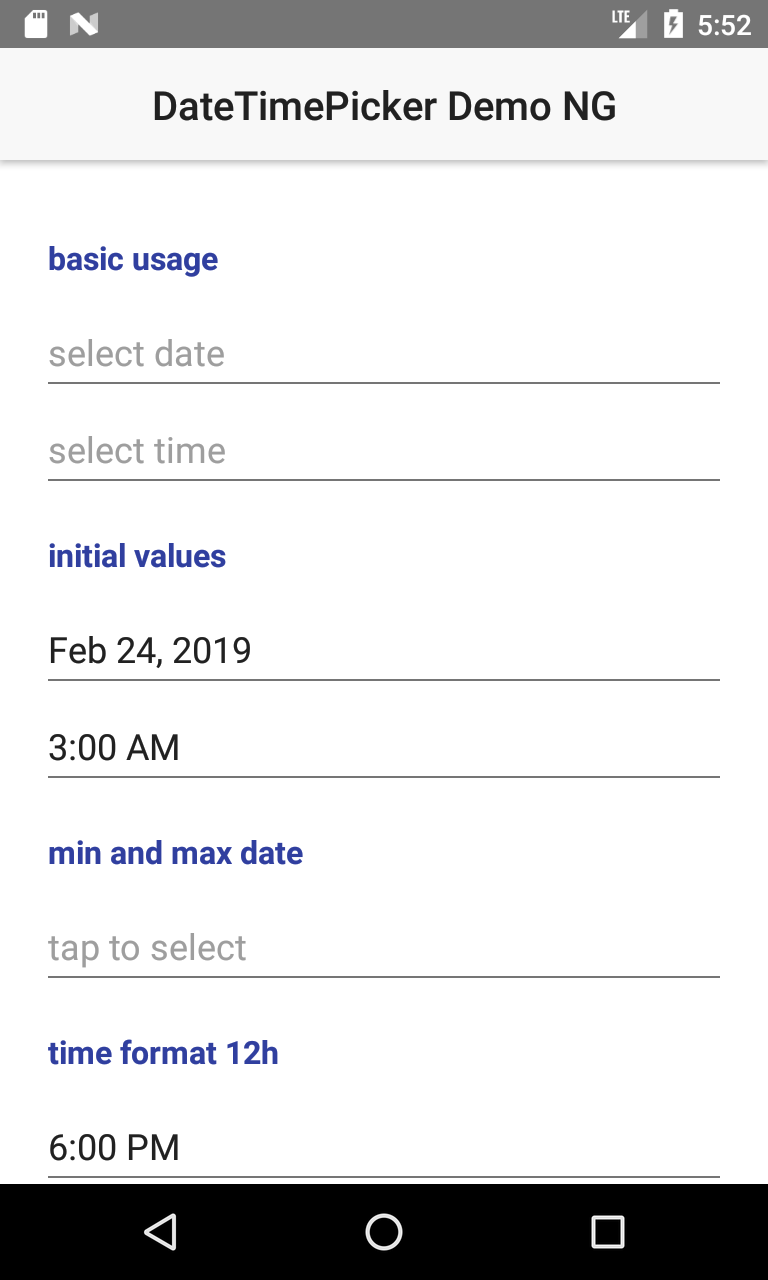 LTE 5:52
DateTimePicker Demo NG
basic usage
select date
select time
initial values
Feb 24, 2019
3:00 AM
min and max date
tap to select
time format 12h
6:00 PM